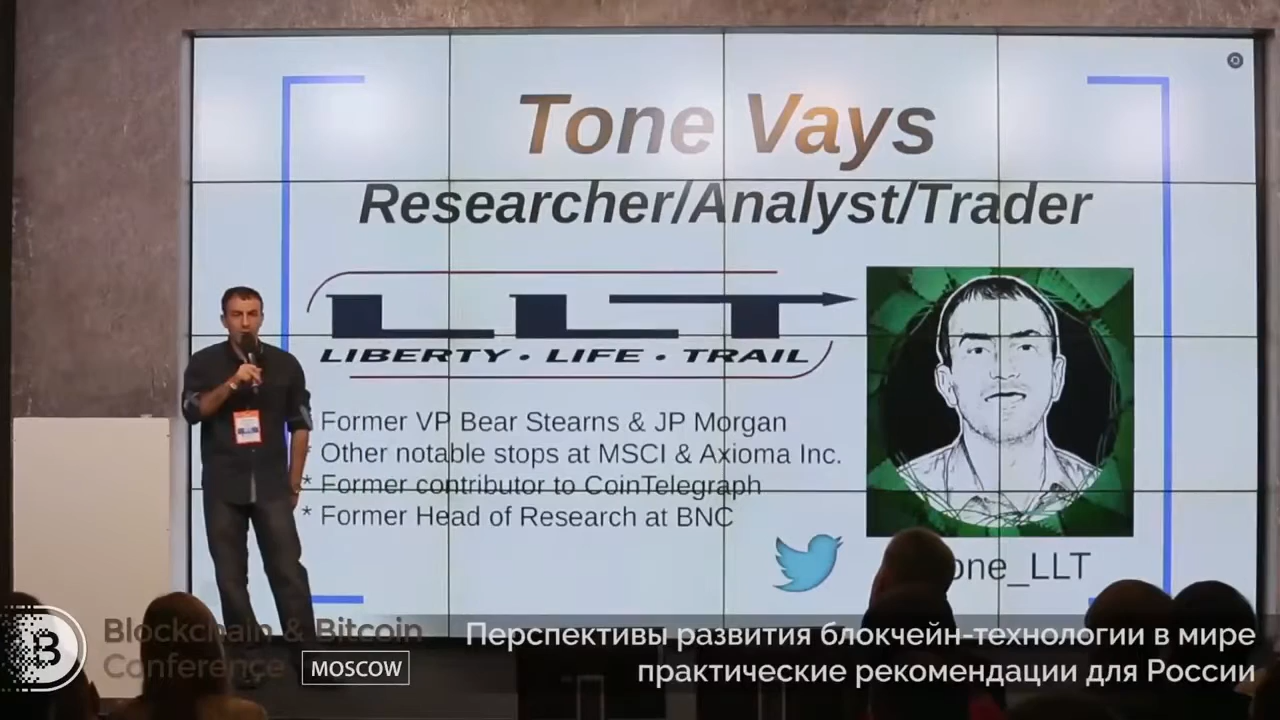 Tone Vays
Researcher/Analyst/Trader
LLT
LIBERTY • LIFE • TRAIL
Former VP Bear Stearns & JP Morgan
* Other notable stops at MSCI & Axioma Inc.
* Former contributor to CoinTelegraph
* Former Head of Research at BNC
one_LLT
B
Blockchain & Bitcoin
Conference
MOSCOW
Перспективы развития блокчейн-технологии в мире
практические рекомендации для России